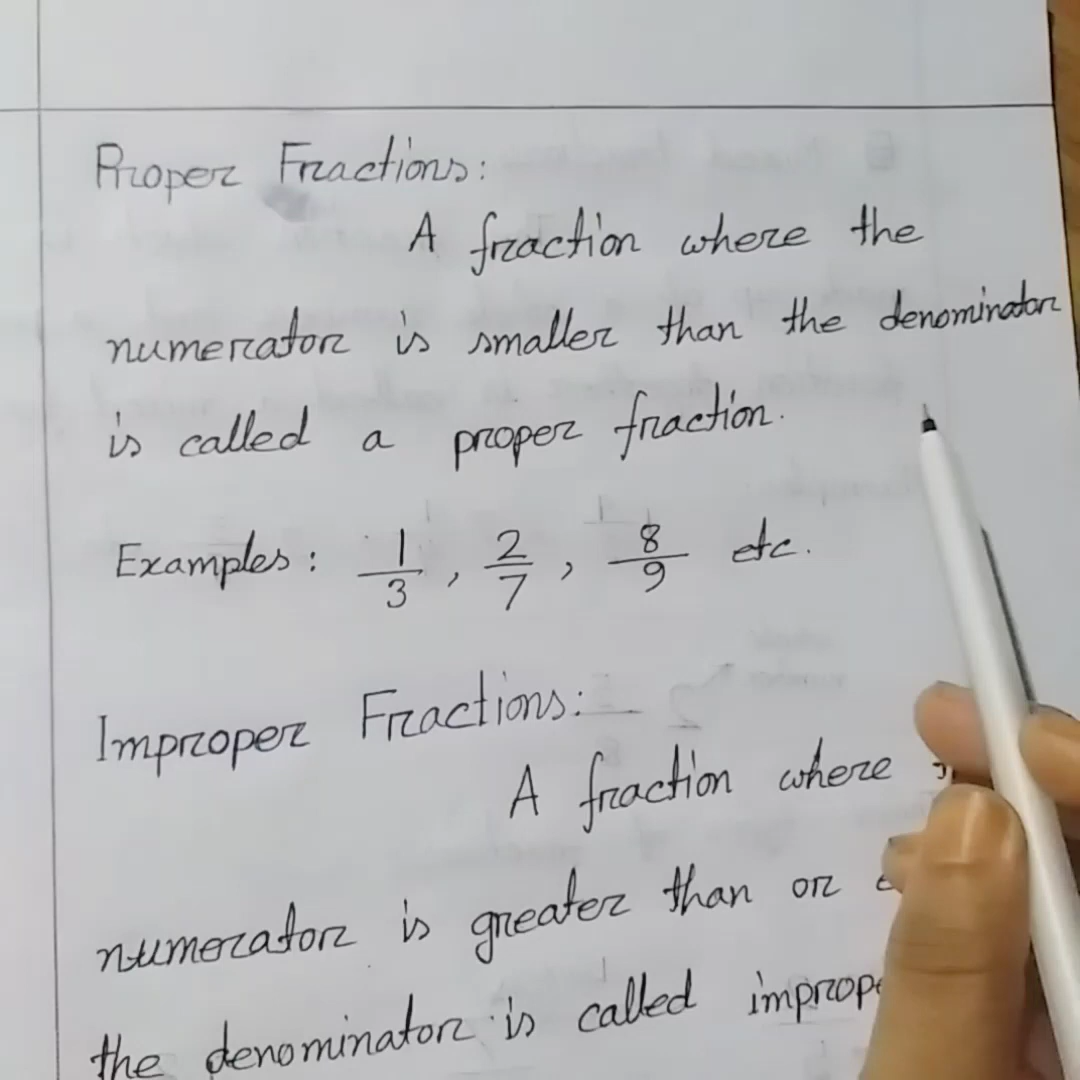 Proper Fractions:
A fraction where the
numerator is smaller than the denominator
is called a proper fraction.
Examples: 1/3, 2/7, 8/9 etc.
Improper Fractions:
A fraction where
numerator is greater than or
the denominator is called